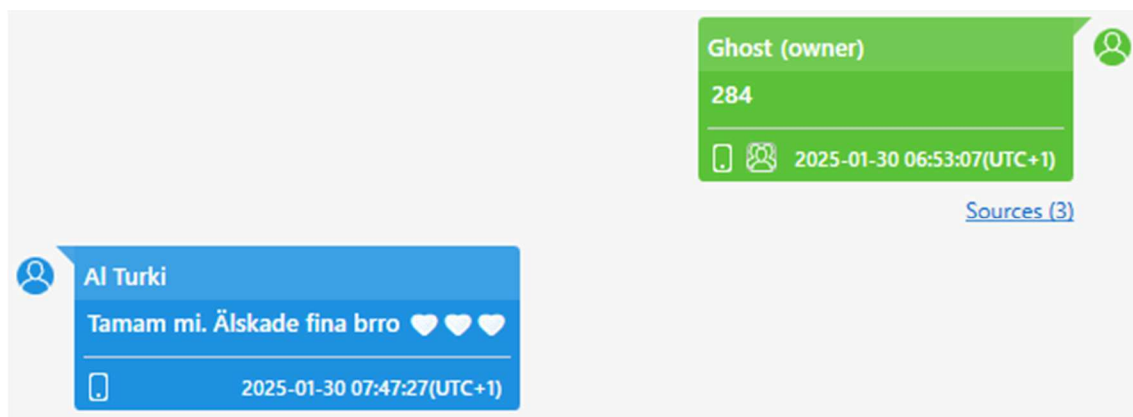 Ghost (owner)
284
2025-01-30 06:53:07(UTC+1)
Sources (3)
Al Turki
Tamam mi. Älskade fina brro 🤍🤍🤍
2025-01-30 07:47:27(UTC+1)